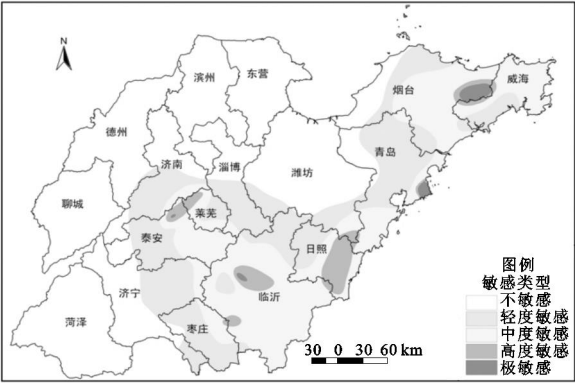 N
滨州
东营
烟台
威海
德州
青岛
济南
淄博
潍坊
聊城
莱芜
泰安
日照
济宁
临沂
菏泽
枣庄
图例
敏感类型
不敏感
轻度敏感
中度敏感
高度敏感
极敏感
30 0 30 60 km